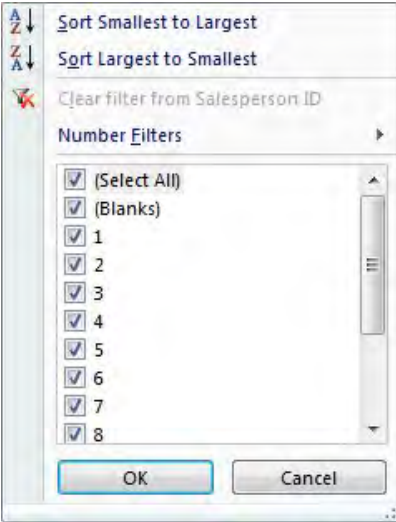 Sort Smallest to Largest
Sort Largest to Smallest
Clear filter from Salesperson ID
Number Filters
(Select All)
(Blanks)
1
2
3
4
5
6
7
8
OK
Cancel